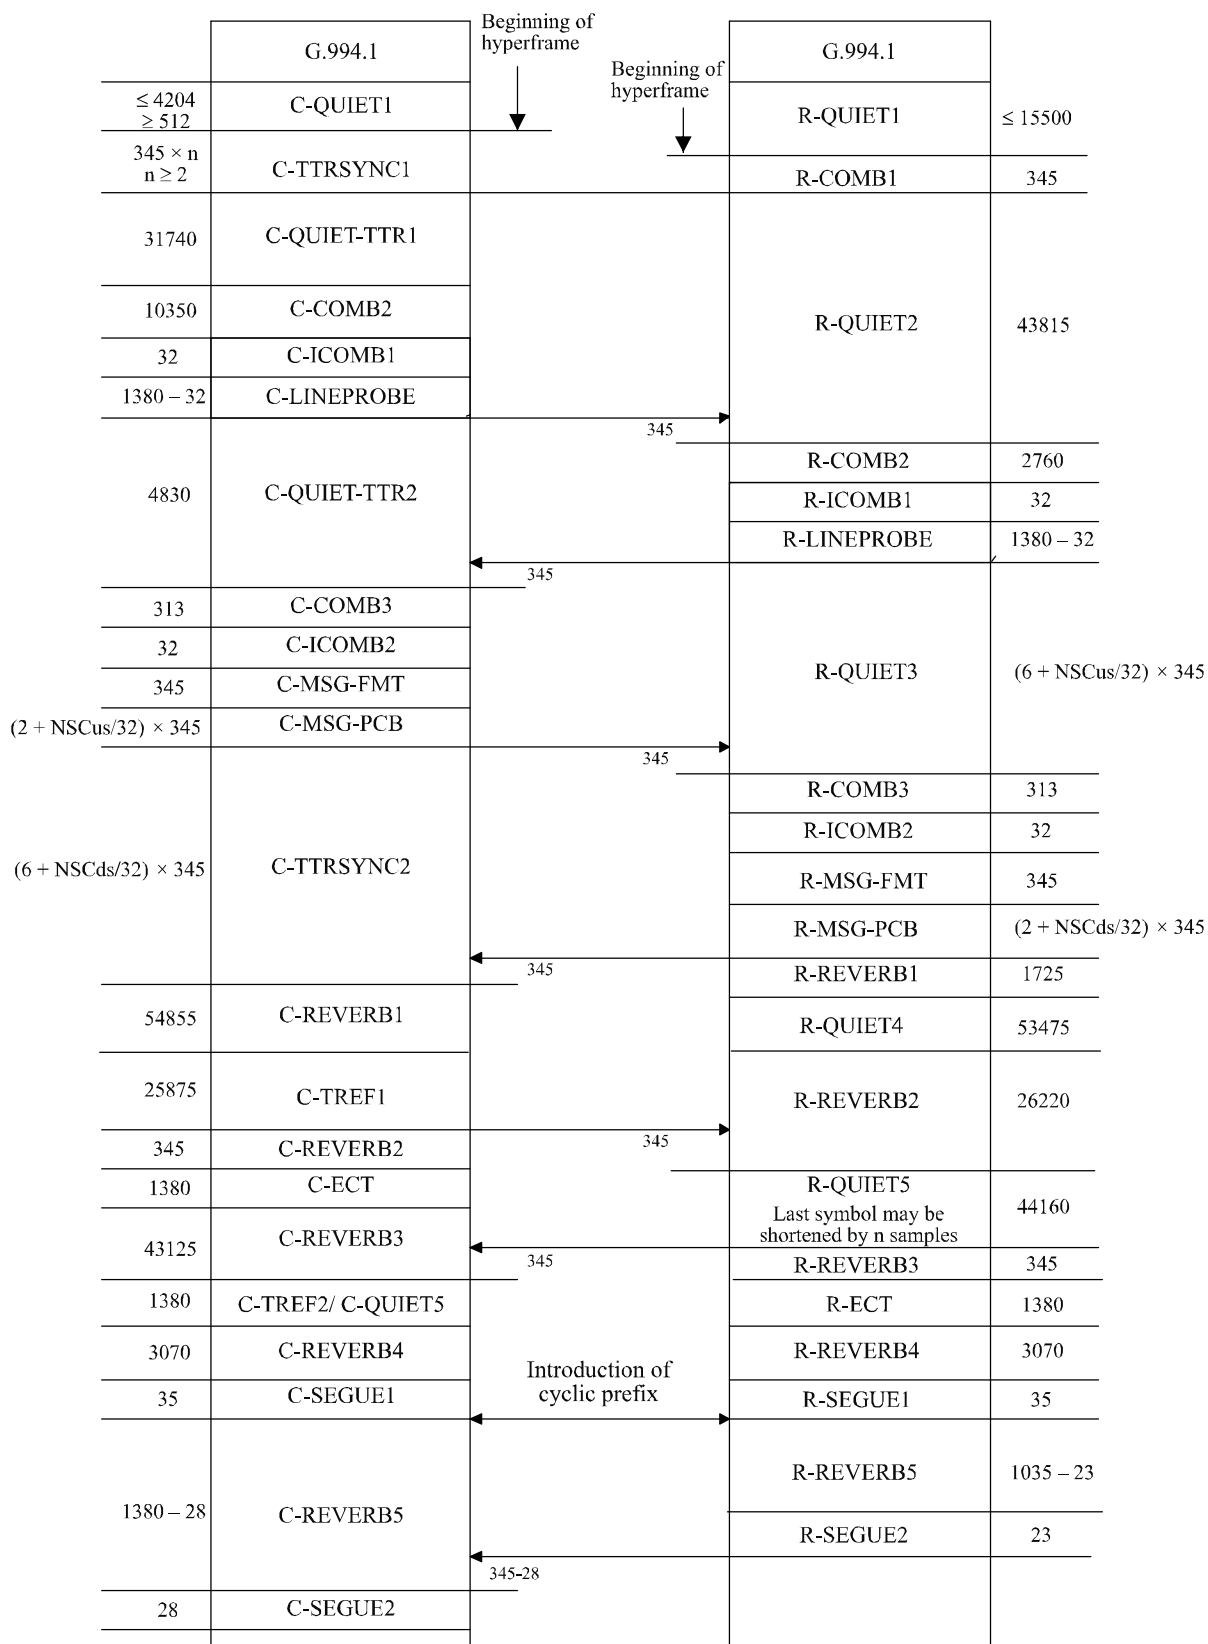 Beginning of
hyperframe
G.994.1
G.994.1
Beginning of
hyperframe
≤ 4204
≥ 512
C-QUIET1
R-QUIET1
≤ 15500
345 × n
n ≥ 2
C-TTRSYNC1
R-COMB1
345
31740
C-QUIET-TTR1
10350
C-COMB2
R-QUIET2
43815
32
C-ICOMB1
1380 – 32
C-LINEPROBE
345
R-COMB2
2760
4830
C-QUIET-TTR2
R-ICOMB1
32
R-LINEPROBE
1380 – 32
345
313
C-COMB3
32
C-ICOMB2
R-QUIET3
(6 + NSCus/32) × 345
345
C-MSG-FMT
(2 + NSCus/32) × 345
C-MSG-PCB
345
R-COMB3
313
R-ICOMB2
32
(6 + NSCds/32) × 345
C-TTRSYNC2
R-MSG-FMT
345
R-MSG-PCB
(2 + NSCds/32) × 345
345
R-REVERB1
1725
54855
C-REVERB1
R-QUIET4
53475
25875
C-TREF1
R-REVERB2
26220
345
345
C-REVERB2
1380
C-ECT
R-QUIET5
Last symbol may be
shortened by n samples
44160
43125
C-REVERB3
345
R-REVERB3
345
1380
C-TREF2/ C-QUIET5
R-ECT
1380
3070
C-REVERB4
R-REVERB4
3070
Introduction of
cyclic prefix
35
C-SEGUE1
R-SEGUE1
35
R-REVERB5
1035 – 23
1380 – 28
C-REVERB5
R-SEGUE2
23
345-28
28
C-SEGUE2